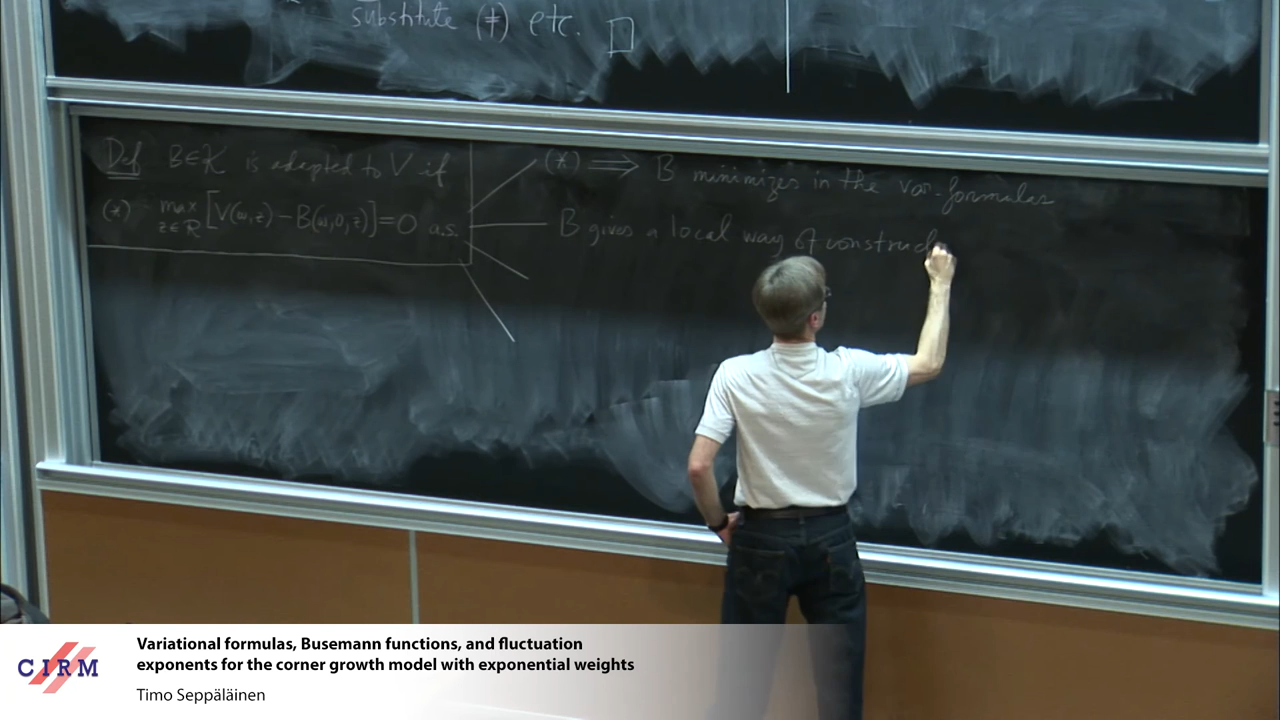 substitute (*) etc. □
Def B∈K is adapted to V if
(*) max z∈R [V(ω,z) − B(ω,0,z)] = 0 a.s.
(*) ⟹ B minimizes in the var. formulas
B gives a local way of construc
CIRM
Variational formulas, Busemann functions, and fluctuation
exponents for the corner growth model with exponential weights
Timo Seppäläinen